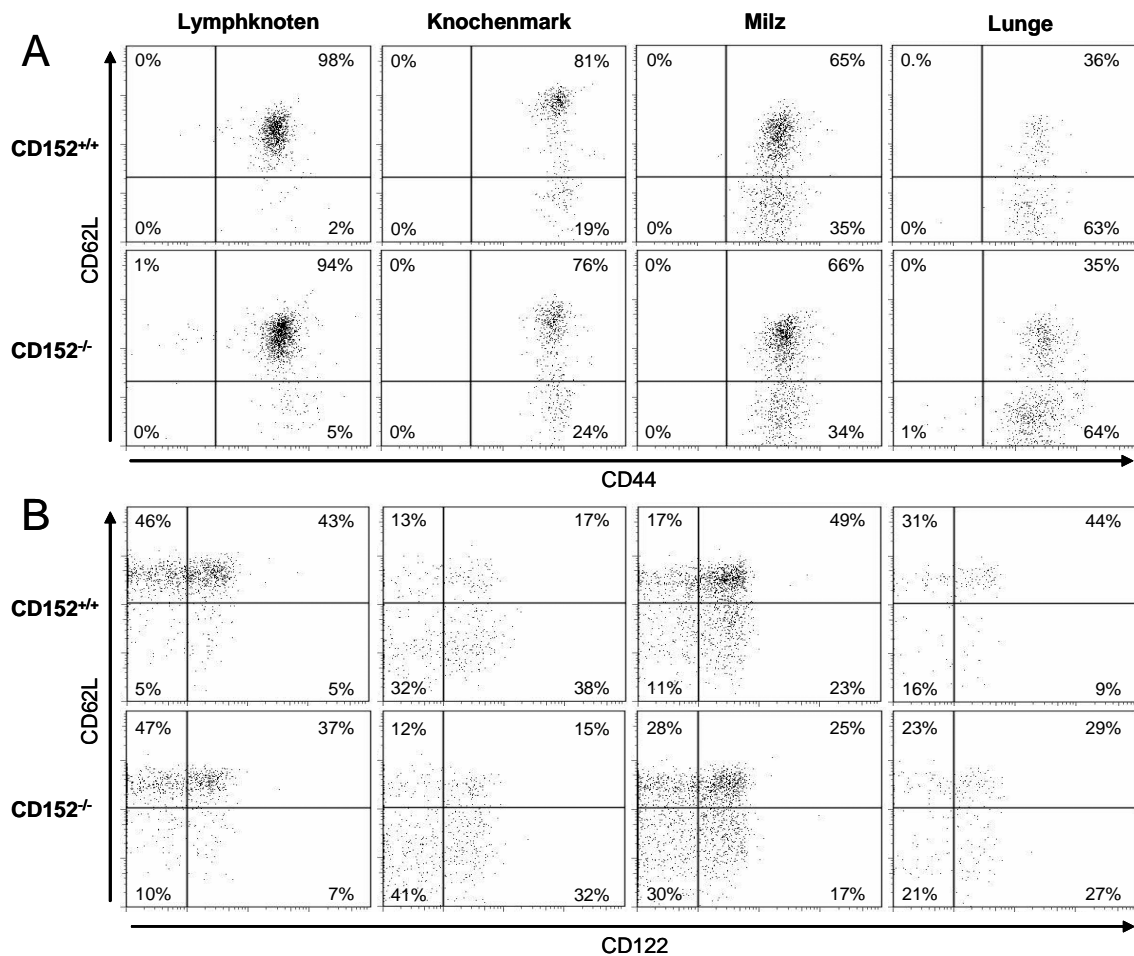 Lymphknoten Knochenmark Milz Lunge
A
CD62L
CD152+/+
0% 98% 0% 81% 0% 65% 0.% 36%
0% 2% 0% 19% 0% 35% 0% 63%
CD152-/-
1% 94% 0% 76% 0% 66% 0% 35%
0% 5% 0% 24% 0% 34% 1% 64%
CD44
B
CD62L
CD152+/+
46% 43% 13% 17% 17% 49% 31% 44%
5% 5% 32% 38% 11% 23% 16% 9%
CD152-/-
47% 37% 12% 15% 28% 25% 23% 29%
10% 7% 41% 32% 30% 17% 21% 27%
CD122